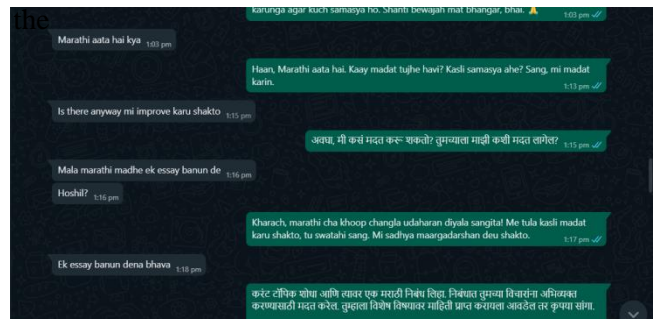 the
karunga agar kuch samasya ho. Shanti bewajah mat bhangar, bhai. 🙏
1:03 pm
Marathi aata hai kya 1:03 pm
Haan, Marathi aata hai. Kaay madat tujhe havi? Kasli samasya ahe? Sang, mi madat
karin.
1:13 pm
Is there anyway mi improve karu shakto 1:15 pm
अवघा, मी कसं मदत करू शकतो? तुमच्याला माझी कशी मदत लागेल? 1:15 pm
Mala marathi madhe ek essay banun de 1:16 pm
Hoshil? 1:16 pm
Kharach, marathi cha khoop changla udaharan diyala sangita! Me tula kasli madat
karu shakto, tu swatahi sang. Mi sadhya maargadarshan deu shakto.
1:17 pm
Ek essay banun dena bhava 1:18 pm
करंट टॉपिक शोधा आणि त्यावर एक मराठी निबंध लिहा. निबंधात तुमच्या विचारांना अभिव्यक्त
करण्यासाठी मदत करेल. तुम्हाला विशेष विषयावर माहिती प्राप्त करायला आवडेल तर कृपया सांगा.